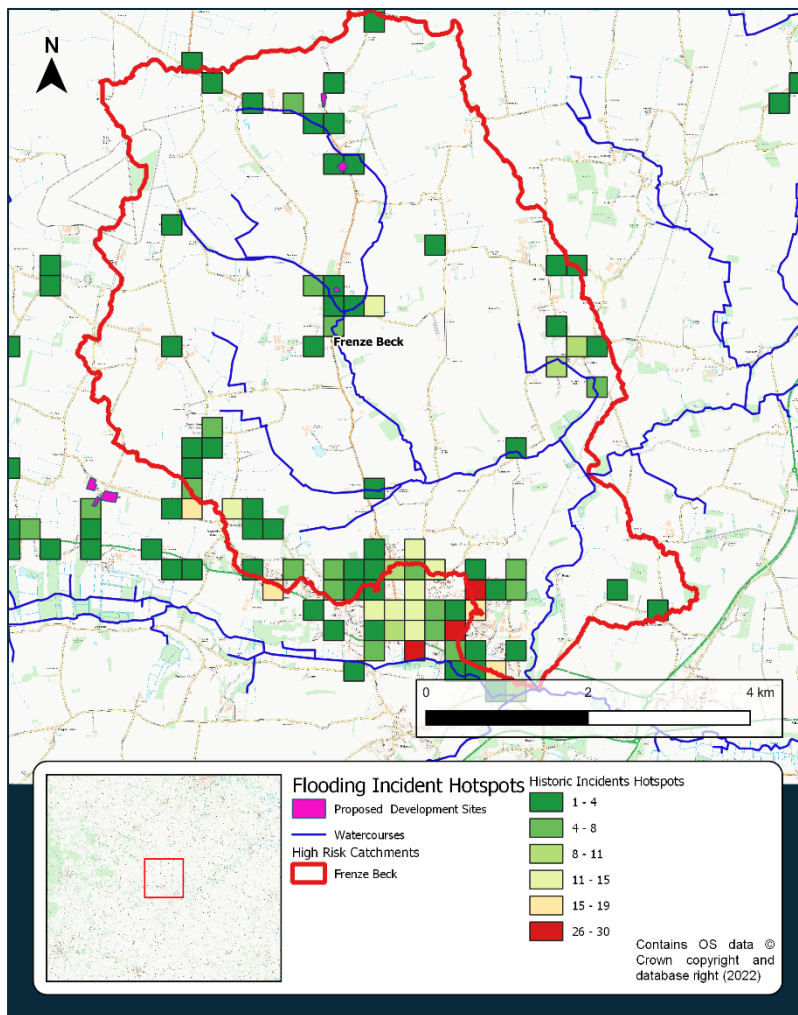 N
Frenze Beck
0 2 4 km
Flooding Incident Hotspots
Proposed Development Sites
Watercourses
High Risk Catchments
Frenze Beck
Historic Incidents Hotspots
1 - 4
4 - 8
8 - 11
11 - 15
15 - 19
26 - 30
Contains OS data ©
Crown copyright and
database right (2022)